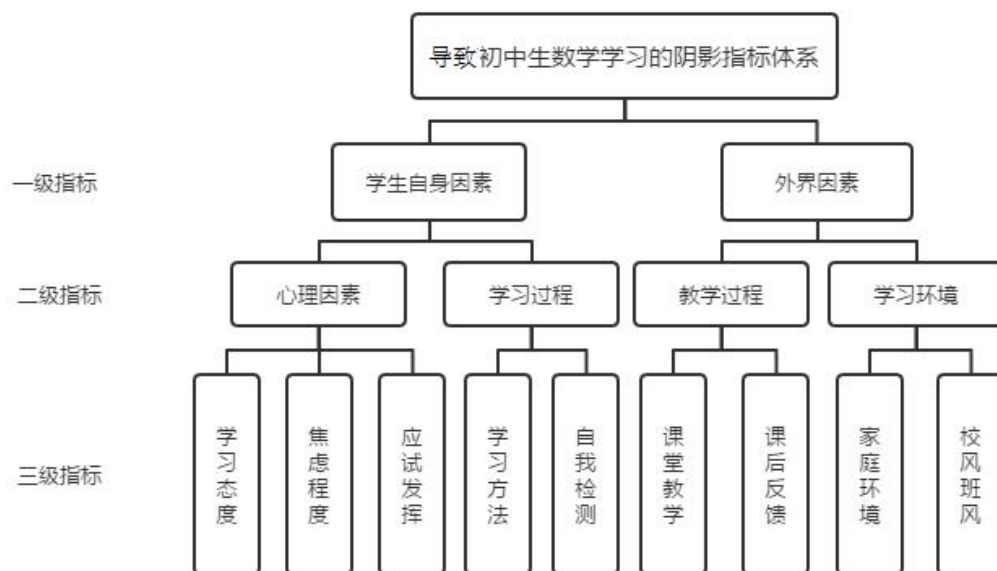 导致初中生数学学习的阴影指标体系
一级指标
学生自身因素
外界因素
二级指标
心理因素
学习过程
教学过程
学习环境
三级指标
学习态度
焦虑程度
应试发挥
学习方法
自我检测
课堂教学
课后反馈
家庭环境
校风班风